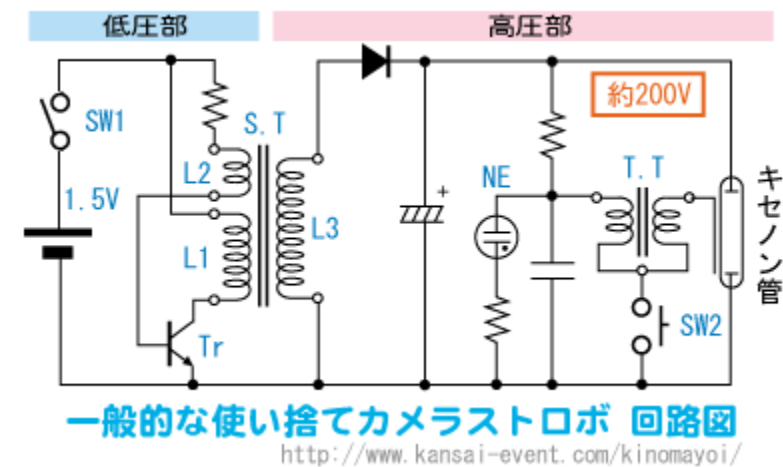 低圧部
高圧部
約200V
SW1
S.T
L2
1.5V
L1
L3
Tr
NE
T.T
SW2
キセノン管
+
一般的な使い捨てカメラストロボ 回路図
http://www.kansai-event.com/kinomayoi/